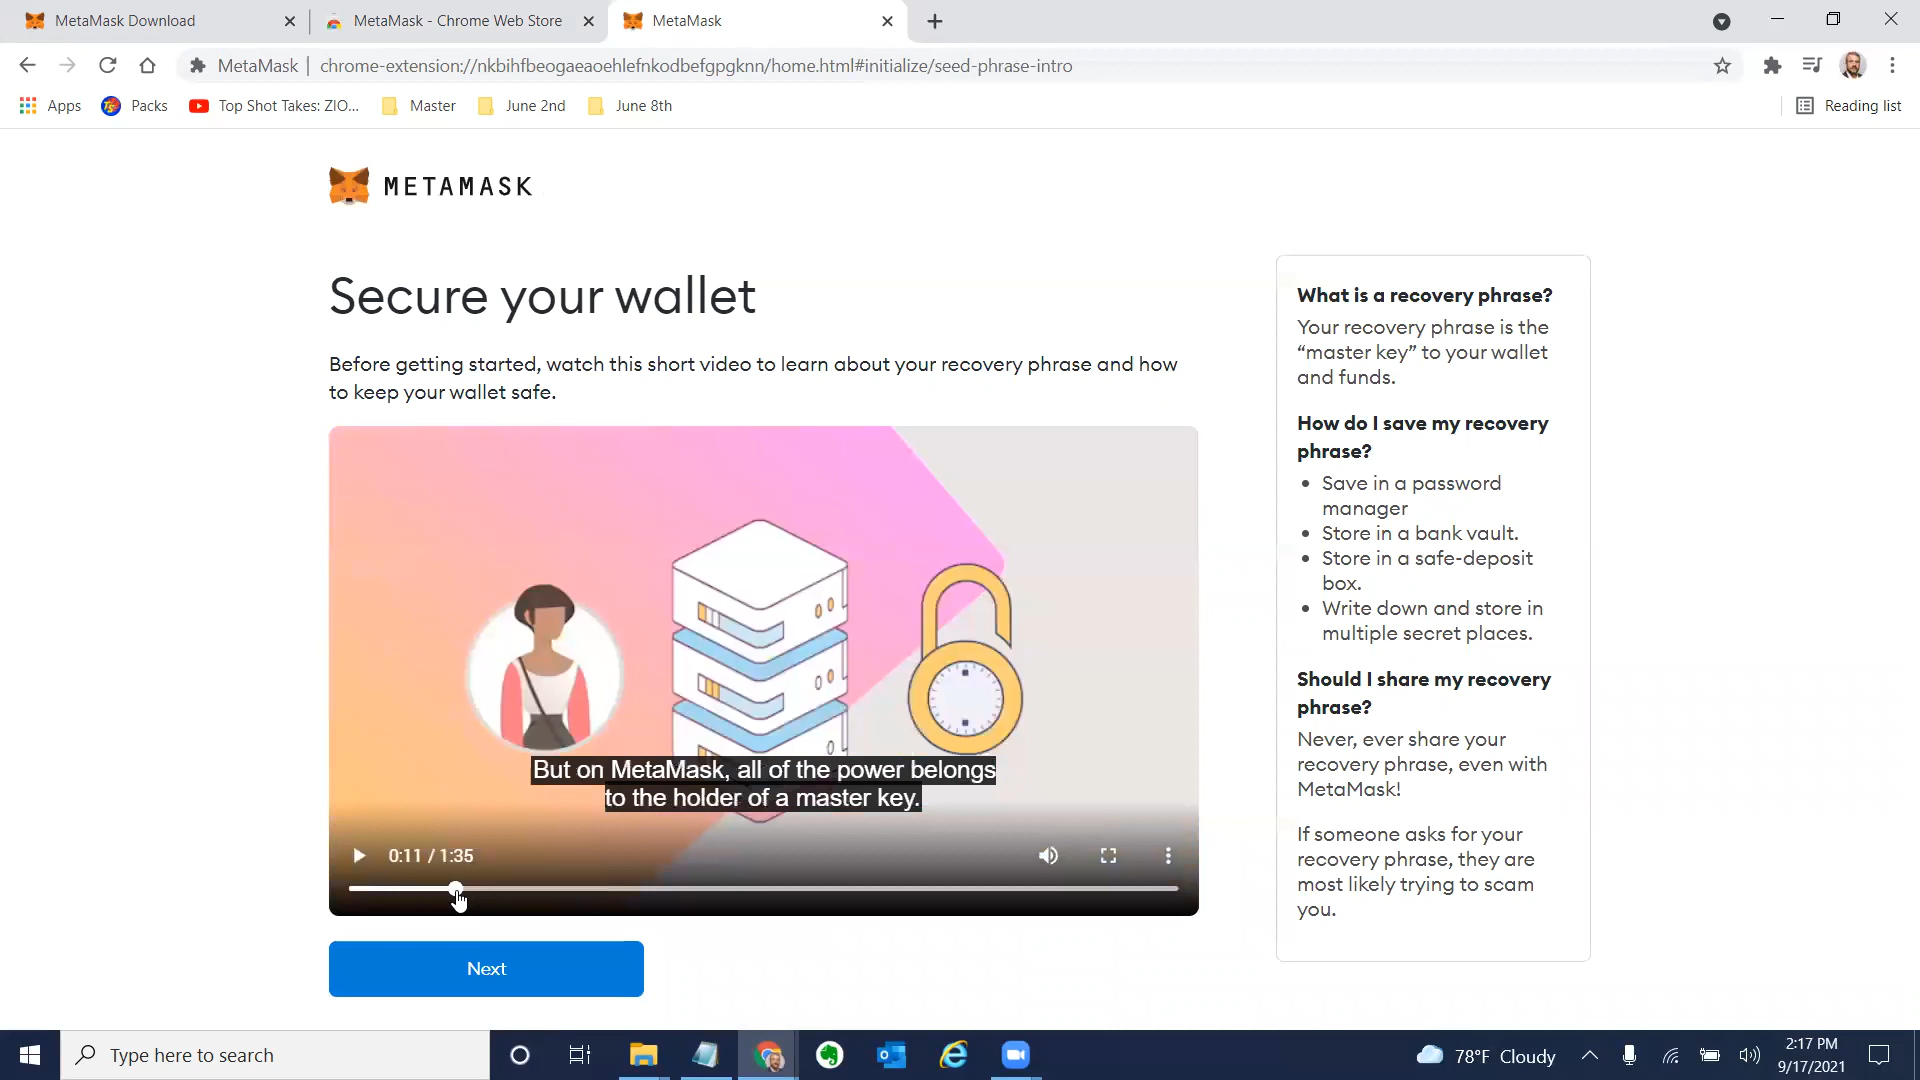 MetaMask Download
MetaMask - Chrome Web Store
MetaMask
MetaMask | chrome-extension://nkbihfbeogaeaoehlefnkodbefgpgknn/home.html#initialize/seed-phrase-intro
Apps
Packs
Top Shot Takes: ZIO...
Master
June 2nd
June 8th
Reading list
METAMASK
Secure your wallet
Before getting started, watch this short video to learn about your recovery phrase and how
to keep your wallet safe.
But on MetaMask, all of the power belongs
to the holder of a master key.
0:11 / 1:35
Next
What is a recovery phrase?
Your recovery phrase is the
“master key” to your wallet
and funds.
How do I save my recovery
phrase?
• Save in a password
manager
• Store in a bank vault.
• Store in a safe-deposit
box.
• Write down and store in
multiple secret places.
Should I share my recovery
phrase?
Never, ever share your
recovery phrase, even with
MetaMask!
If someone asks for your
recovery phrase, they are
most likely trying to scam
you.
Type here to search
78°F Cloudy
2:17 PM
9/17/2021